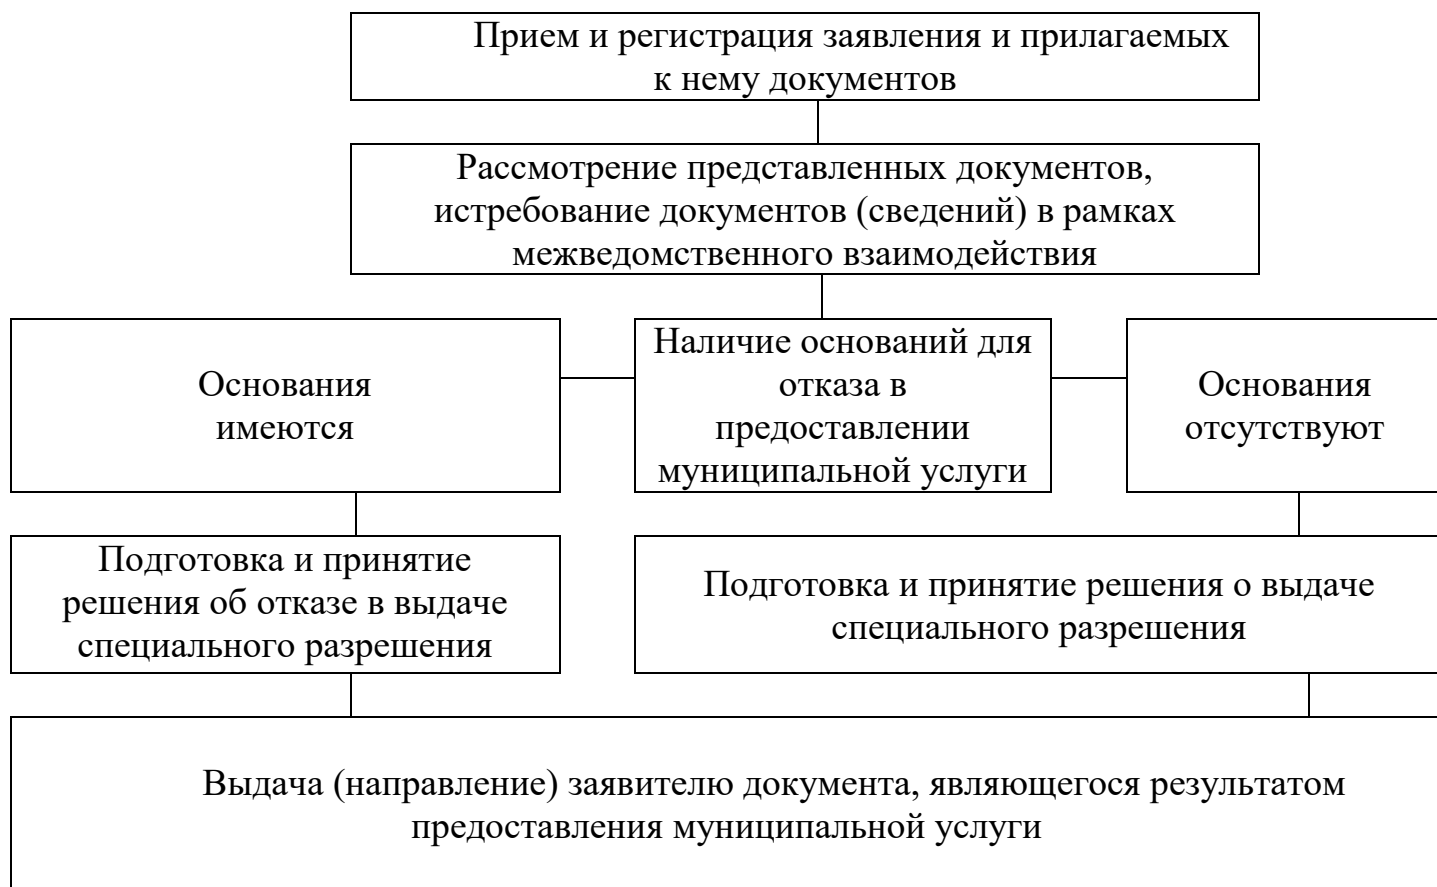 Прием и регистрация заявления и прилагаемых
к нему документов
Рассмотрение представленных документов,
истребование документов (сведений) в рамках
межведомственного взаимодействия
Основания
имеются
Наличие оснований для
отказа в
предоставлении
муниципальной услуги
Основания
отсутствуют
Подготовка и принятие
решения об отказе в выдаче
специального разрешения
Подготовка и принятие решения о выдаче
специального разрешения
Выдача (направление) заявителю документа, являющегося результатом
предоставления муниципальной услуги